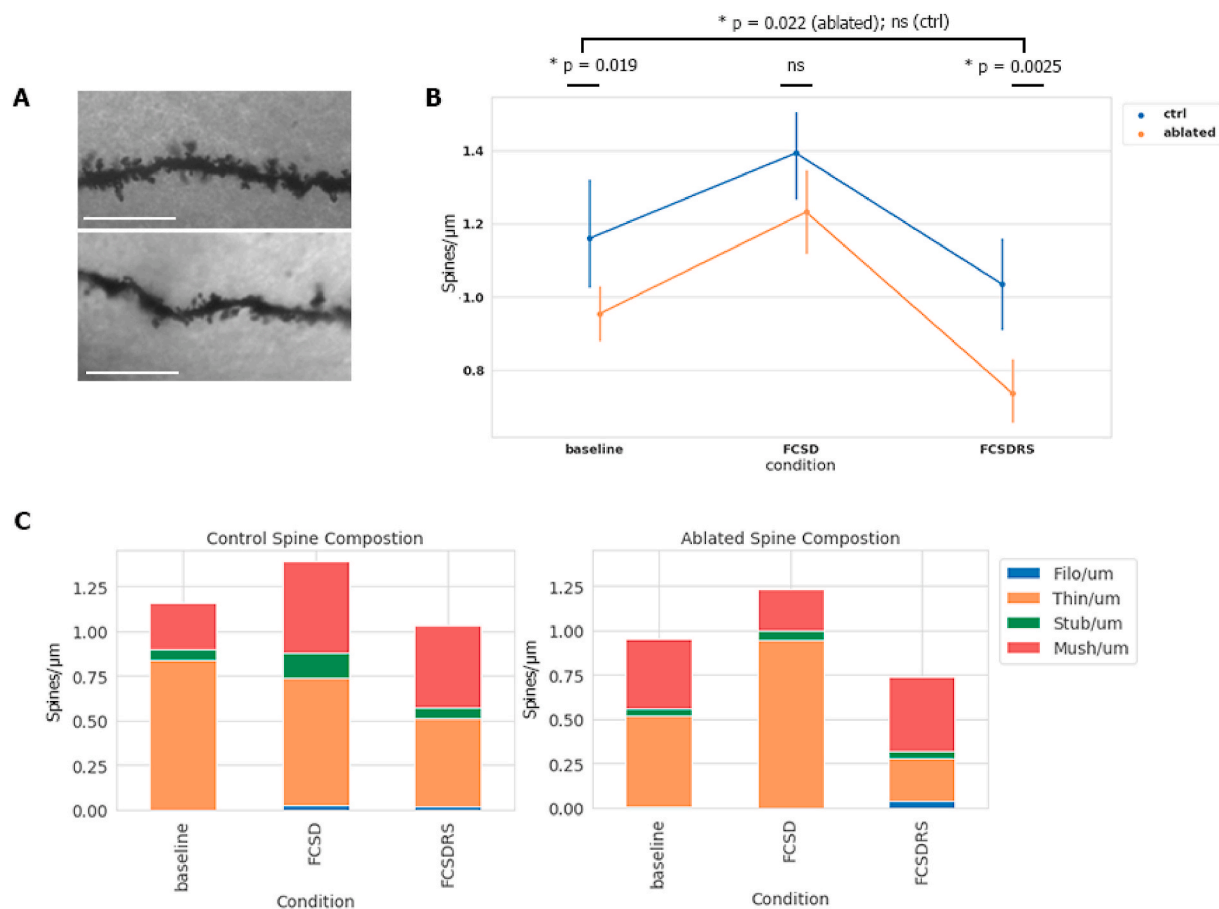 * p = 0.022 (ablated); ns (ctrl)
* p = 0.019
ns
* p = 0.0025
A
B
ctrl
ablated
1.4
1.2
1.0
0.8
Spines/µm
baseline
FCSD
FCSDRS
condition
C
Control Spine Compostion
1.25
1.00
0.75
0.50
0.25
0.00
Spines/µm
baseline
FCSD
FCSDRS
Condition
Ablated Spine Compostion
1.25
1.00
0.75
0.50
0.25
0.00
Spines/µm
baseline
FCSD
FCSDRS
Condition
Filo/um
Thin/um
Stub/um
Mush/um